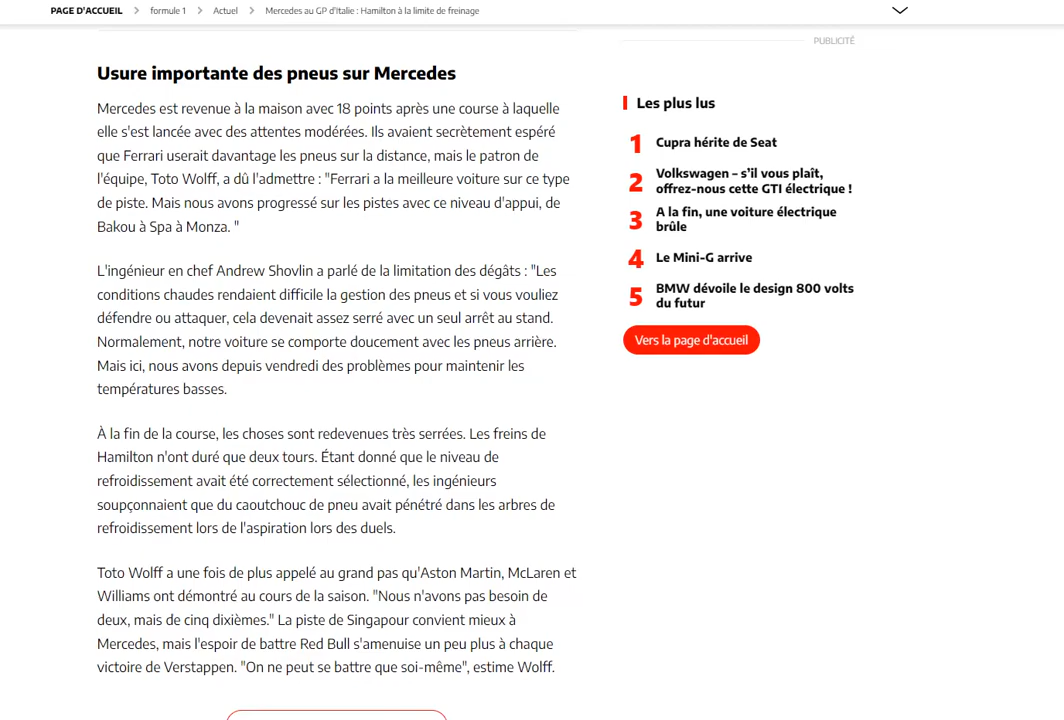 PAGE D'ACCUEIL > formule 1 > Actuel > Mercedes au GP d'Italie : Hamilton à la limite de freinage
Usure importante des pneus sur Mercedes
Mercedes est revenue à la maison avec 18 points après une course à laquelle
elle s'est lancée avec des attentes modérées. Ils avaient secrètement espéré
que Ferrari userait davantage les pneus sur la distance, mais le patron de
l'équipe, Toto Wolff, a dû l'admettre : "Ferrari a la meilleure voiture sur ce type
de piste. Mais nous avons progressé sur les pistes avec ce niveau d'appui, de
Bakou à Spa à Monza. "
L'ingénieur en chef Andrew Shovlin a parlé de la limitation des dégâts : "Les
conditions chaudes rendaient difficile la gestion des pneus et si vous vouliez
défendre ou attaquer, cela devenait assez serré avec un seul arrêt au stand.
Normalement, notre voiture se comporte doucement avec les pneus arrière.
Mais ici, nous avons depuis vendredi des problèmes pour maintenir les
températures basses.
À la fin de la course, les choses sont redevenues très serrées. Les freins de
Hamilton n'ont duré que deux tours. Étant donné que le niveau de
refroidissement avait été correctement sélectionné, les ingénieurs
soupçonnaient que du caoutchouc de pneu avait pénétré dans les arbres de
refroidissement lors de l'aspiration lors des duels.
Toto Wolff a une fois de plus appelé au grand pas qu'Aston Martin, McLaren et
Williams ont démontré au cours de la saison. "Nous n'avons pas besoin de
deux, mais de cinq dixièmes." La piste de Singapour convient mieux à
Mercedes, mais l'espoir de battre Red Bull s'amenuise un peu plus à chaque
victoire de Verstappen. "On ne peut se battre que soi-même", estime Wolff.
PUBLICITÉ
Les plus lus
1 Cupra hérite de Seat
2 Volkswagen – s'il vous plaît,
offrez-nous cette GTI électrique !
3 A la fin, une voiture électrique
brûle
4 Le Mini-G arrive
5 BMW dévoile le design 800 volts
du futur
Vers la page d'accueil